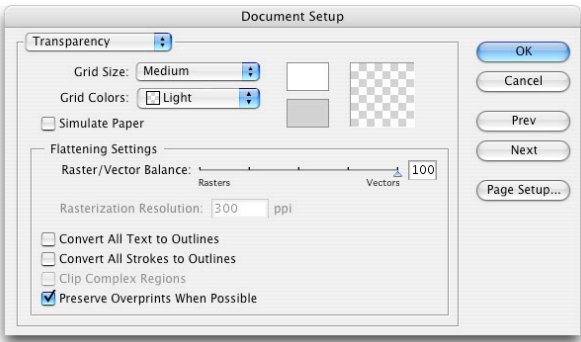 Document Setup
Transparency
OK
Grid Size: Medium
Cancel
Grid Colors: Light
Simulate Paper
Prev
Flattening Settings
Next
Raster/Vector Balance: 100
Rasters Vectors
Page Setup...
Rasterization Resolution: 300 ppi
Convert All Text to Outlines
Convert All Strokes to Outlines
Clip Complex Regions
Preserve Overprints When Possible